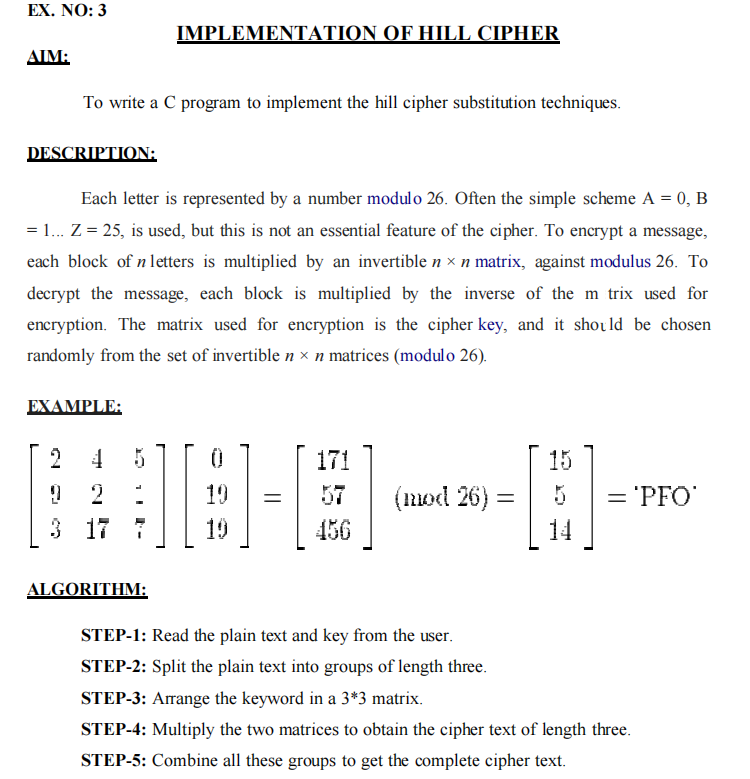 EX. NO: 3
IMPLEMENTATION OF HILL CIPHER
AIM:
To write a C program to implement the hill cipher substitution techniques.
DESCRIPTION:
Each letter is represented by a number modulo 26. Often the simple scheme A = 0, B
= 1... Z = 25, is used, but this is not an essential feature of the cipher. To encrypt a message,
each block of n letters is multiplied by an invertible n × n matrix, against modulus 26. To
decrypt the message, each block is multiplied by the inverse of the m trix used for
encryption. The matrix used for encryption is the cipher key, and it should be chosen
randomly from the set of invertible n × n matrices (modulo 26).
EXAMPLE:
2 4 5 0 171 15
9 2 1 19 = 57 (mod 26) = 5 = 'PFO'
3 17 7 19 456 14
ALGORITHM:
STEP-1: Read the plain text and key from the user.
STEP-2: Split the plain text into groups of length three.
STEP-3: Arrange the keyword in a 3*3 matrix.
STEP-4: Multiply the two matrices to obtain the cipher text of length three.
STEP-5: Combine all these groups to get the complete cipher text.